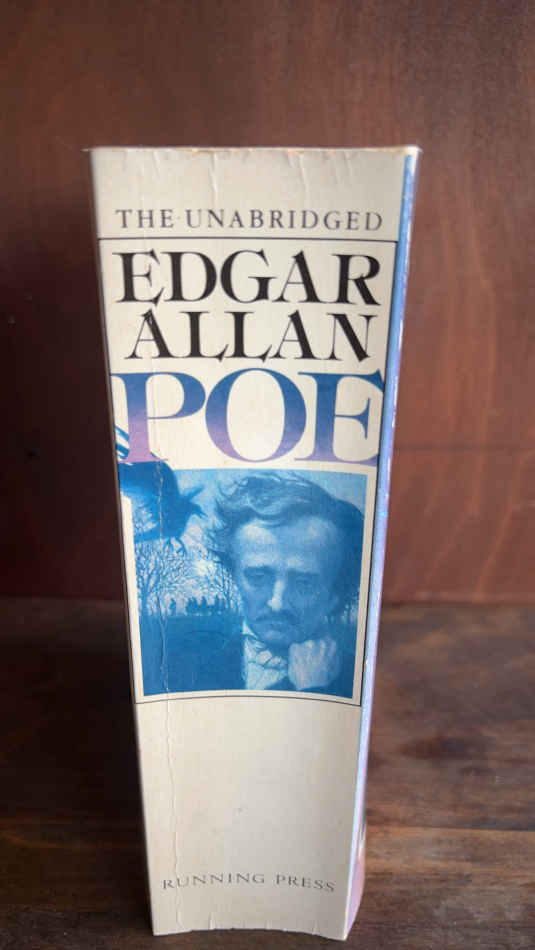 THE·UNABRIDGED
EDGAR
ALLAN
POE
RUNNING PRESS